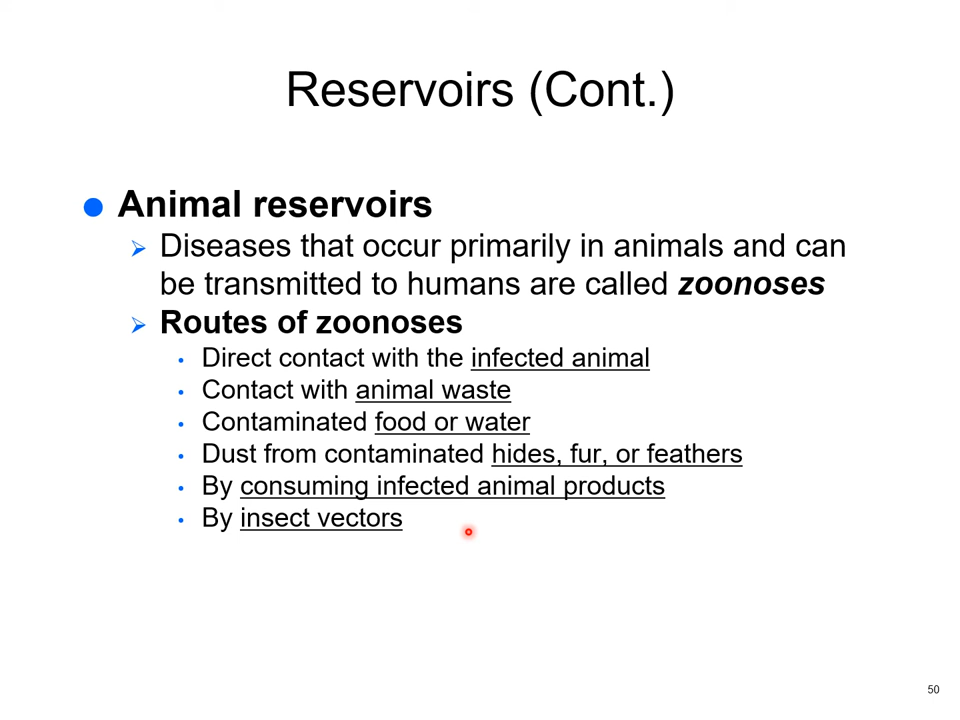 Reservoirs (Cont.)
Animal reservoirs
Diseases that occur primarily in animals and can
be transmitted to humans are called zoonoses
Routes of zoonoses
Direct contact with the infected animal
Contact with animal waste
Contaminated food or water
Dust from contaminated hides, fur, or feathers
By consuming infected animal products
By insect vectors
50